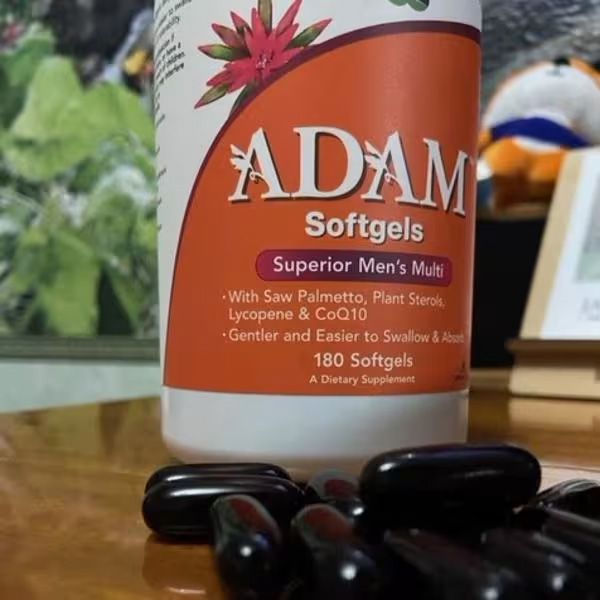 ADAM
Softgels
Superior Men's Multi
· With Saw Palmetto, Plant Sterols,
Lycopene & CoQ10
· Gentler and Easier to Swallow & Absorb
180 Softgels
A Dietary Supplement